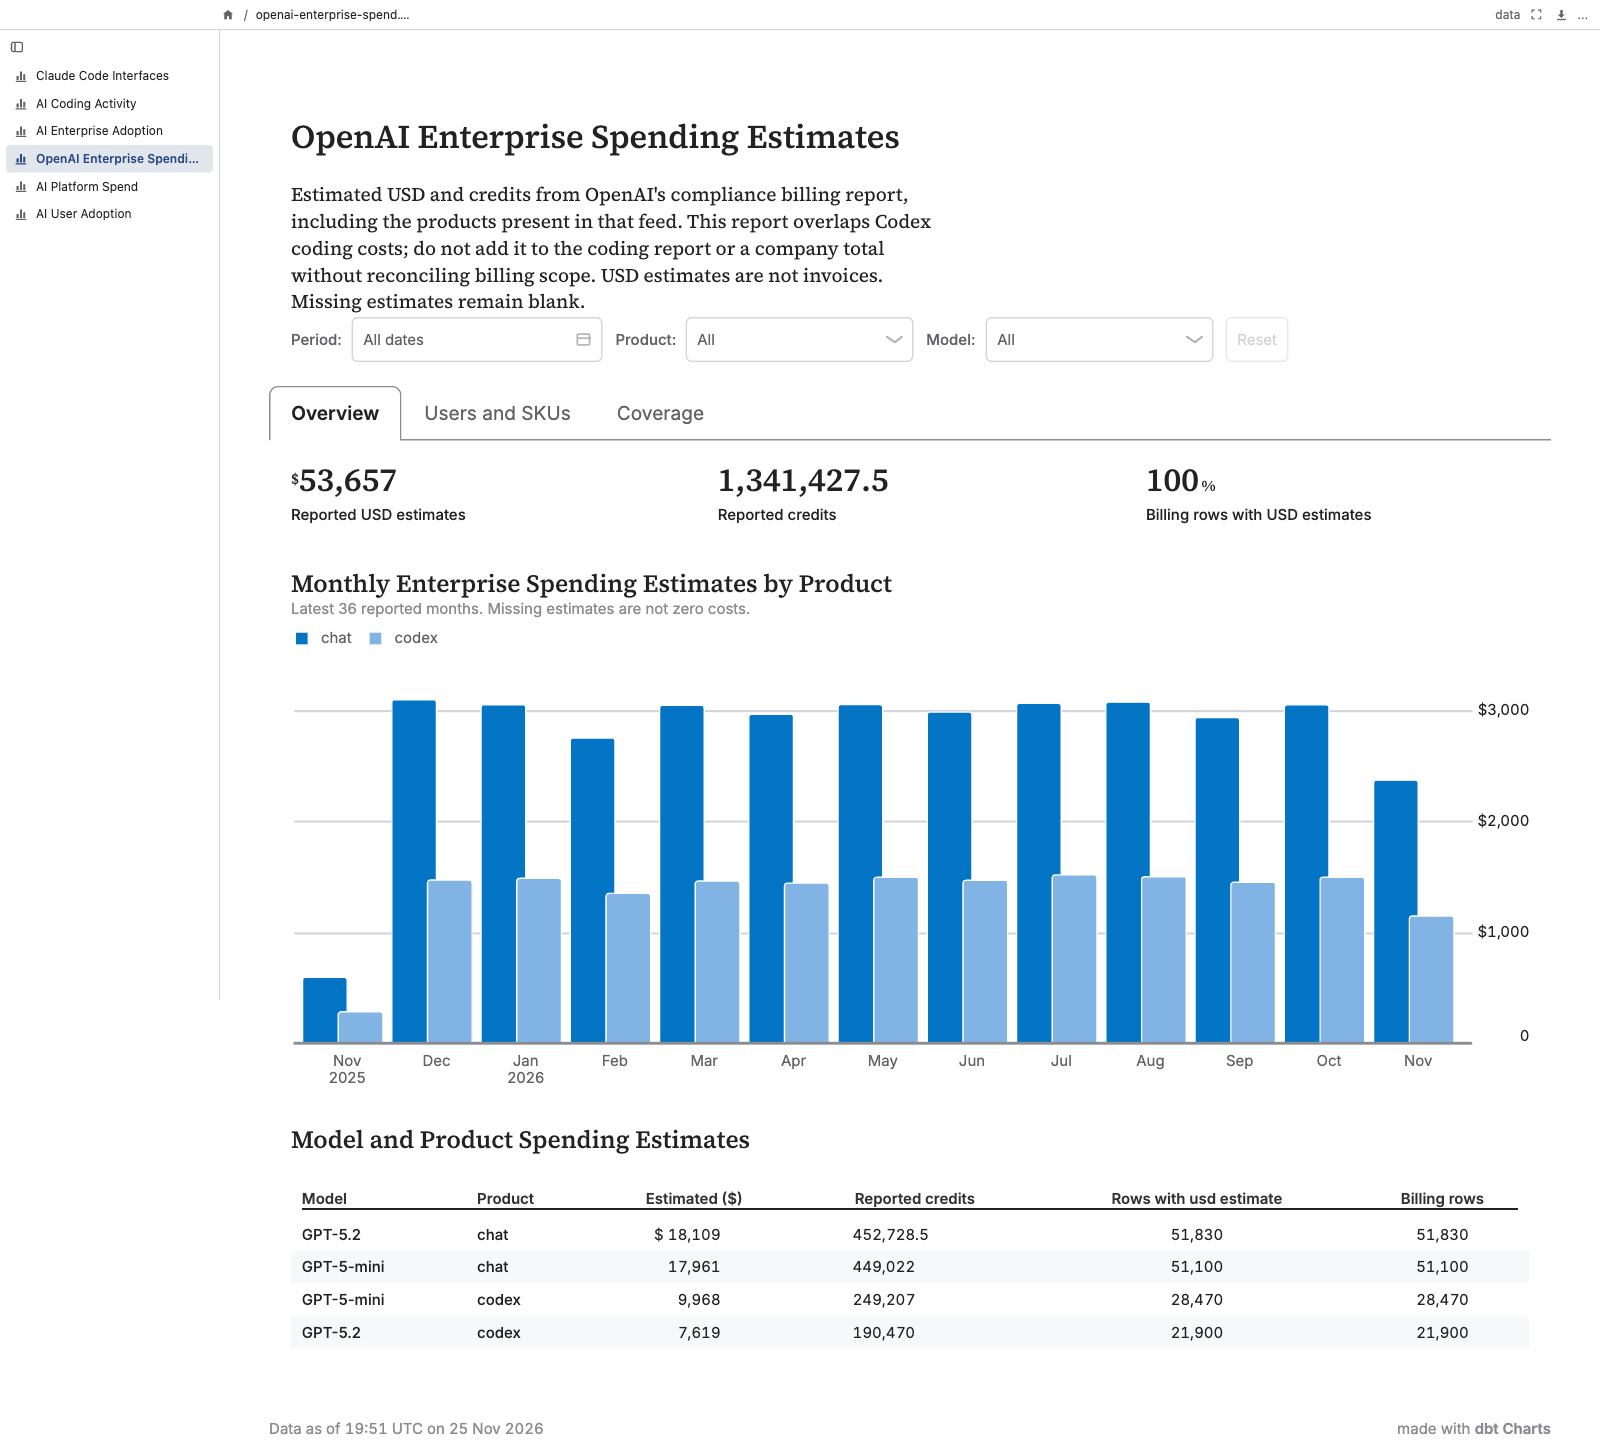 / openai-enterprise-spend....
data ...
Claude Code Interfaces
AI Coding Activity
AI Enterprise Adoption
OpenAI Enterprise Spendi...
AI Platform Spend
AI User Adoption
OpenAI Enterprise Spending Estimates
Estimated USD and credits from OpenAI's compliance billing report,
including the products present in that feed. This report overlaps Codex
coding costs; do not add it to the coding report or a company total
without reconciling billing scope. USD estimates are not invoices.
Missing estimates remain blank.
Period: All dates Product: All Model: All Reset
Overview Users and SKUs Coverage
$53,657 1,341,427.5 100%
Reported USD estimates Reported credits Billing rows with USD estimates
Monthly Enterprise Spending Estimates by Product
Latest 36 reported months. Missing estimates are not zero costs.
chat codex
$3,000
$2,000
$1,000
0
Nov Dec Jan Feb Mar Apr May Jun Jul Aug Sep Oct Nov
2025 2026
Model and Product Spending Estimates
Model Product Estimated ($) Reported credits Rows with usd estimate Billing rows
GPT-5.2 chat $ 18,109 452,728.5 51,830 51,830
GPT-5-mini chat 17,961 449,022 51,100 51,100
GPT-5-mini codex 9,968 249,207 28,470 28,470
GPT-5.2 codex 7,619 190,470 21,900 21,900
Data as of 19:51 UTC on 25 Nov 2026 made with dbt Charts